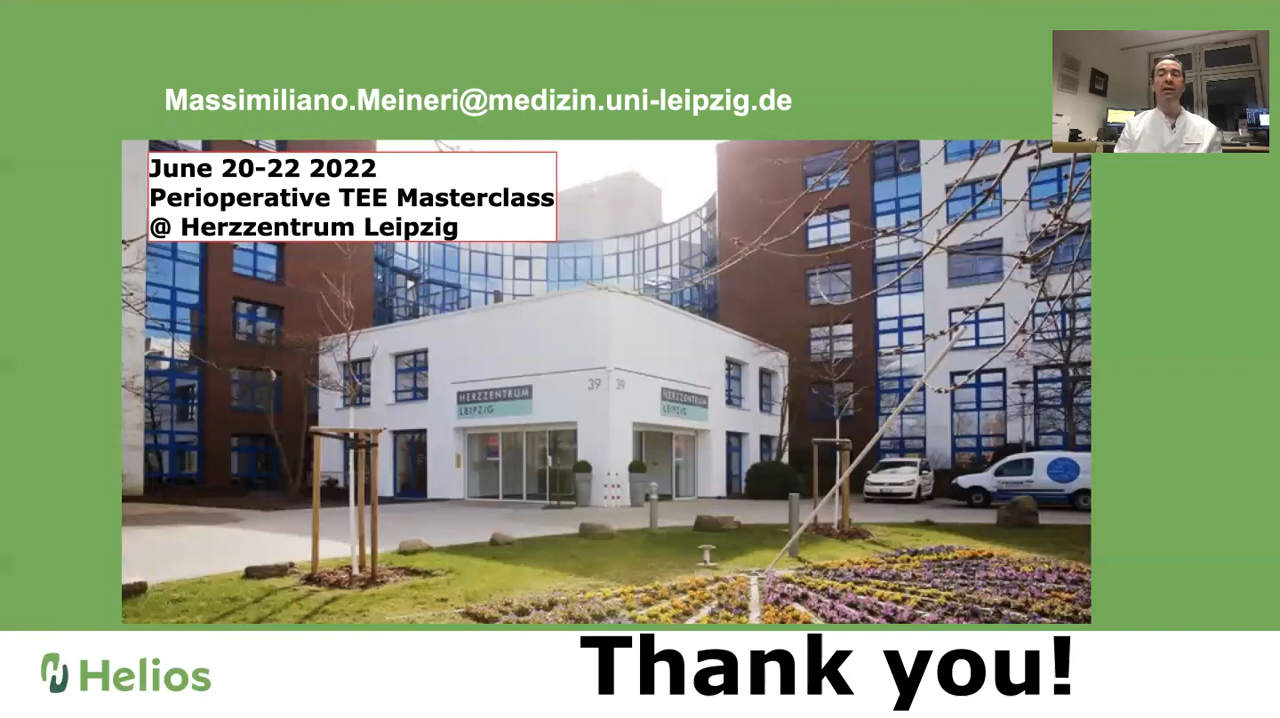 Massimiliano.Meineri@medizin.uni-leipzig.de
June 20-22 2022
Perioperative TEE Masterclass
@ Herzzentrum Leipzig
39 39
HERZZENTRUM
LEIPZIG
HERZZENTRUM
LEIPZIG
Helios
Thank you!